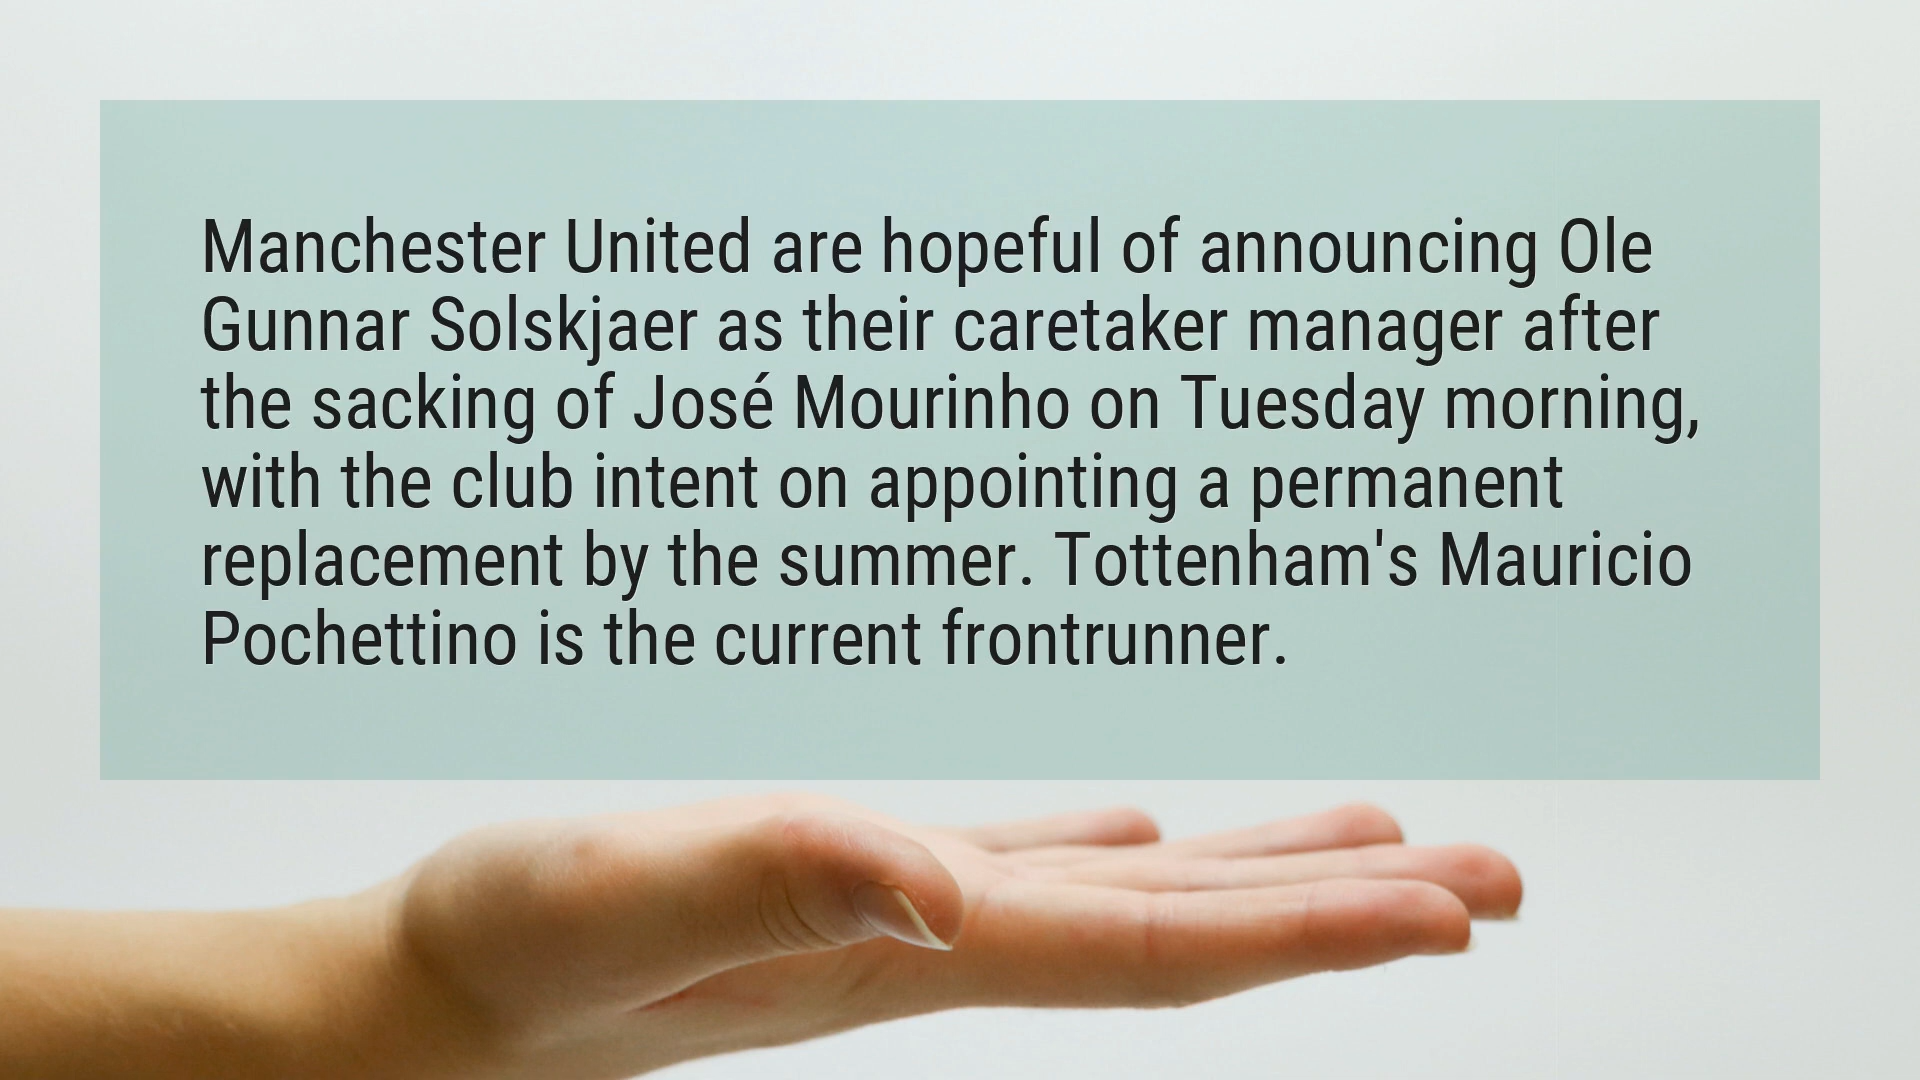 Manchester United are hopeful of announcing Ole
Gunnar Solskjaer as their caretaker manager after
the sacking of José Mourinho on Tuesday morning,
with the club intent on appointing a permanent
replacement by the summer. Tottenham's Mauricio
Pochettino is the current frontrunner.